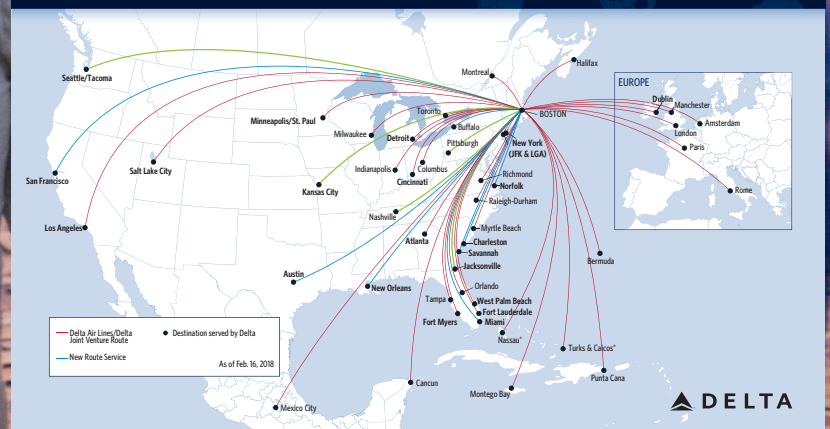 Seattle/Tacoma
Montreal
Halifax
EUROPE
Dublin
Manchester
Amsterdam
London
Paris
Rome
Minneapolis/St. Paul
Toronto
BOSTON
Milwaukee
Buffalo
Detroit
Pittsburgh
New York
(JFK & LGA)
Salt Lake City
Indianapolis
Columbus
Cincinnati
Richmond
San Francisco
Kansas City
Norfolk
Raleigh-Durham
Nashville
Los Angeles
Myrtle Beach
Atlanta
Charleston
Savannah
Bermuda
Jacksonville
Austin
New Orleans
Orlando
Tampa
West Palm Beach
Fort Lauderdale
Fort Myers
Miami
Nassau*
Turks & Caicos*
Punta Cana
Cancun
Montego Bay
Mexico City
Delta Air Lines/Delta
Joint Venture Route
Destination served by Delta
New Route Service
As of Feb. 16, 2018
DELTA